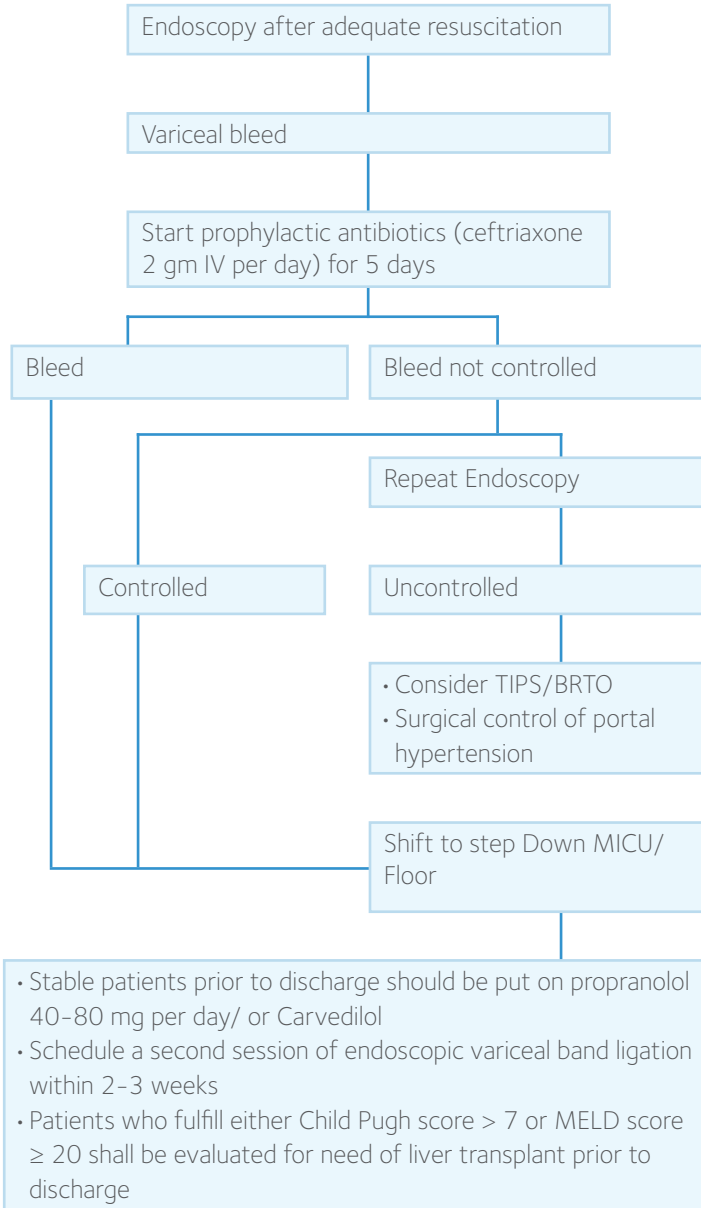 Endoscopy after adequate resuscitation
Variceal bleed
Start prophylactic antibiotics (ceftriaxone
2 gm IV per day) for 5 days
Bleed
Bleed not controlled
Repeat Endoscopy
Controlled
Uncontrolled
• Consider TIPS/BRTO
• Surgical control of portal
hypertension
Shift to step Down MICU/
Floor
• Stable patients prior to discharge should be put on propranolol
40-80 mg per day/ or Carvedilol
• Schedule a second session of endoscopic variceal band ligation
within 2-3 weeks
• Patients who fulfill either Child Pugh score > 7 or MELD score
≥ 20 shall be evaluated for need of liver transplant prior to
discharge